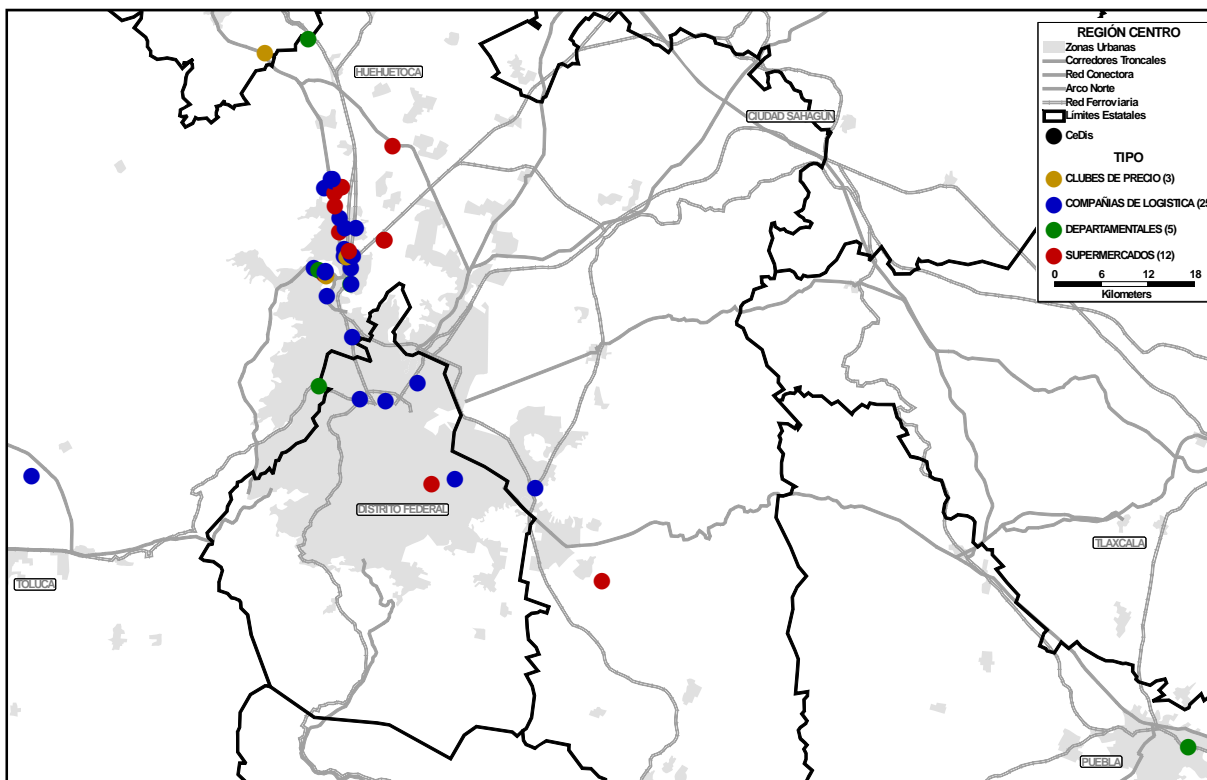 REGIÓN CENTRO
Zonas Urbanas
Corredores Troncales
Red Conectora
Arco Norte
Red Ferroviaria
Límites Estatales
CeDis
TIPO
CLUBES DE PRECIO (3)
COMPAÑIAS DE LOGISTICA (25
DEPARTAMENTALES (5)
SUPERMERCADOS (12)
0 6 12 18
Kilometers
HUEHUETOCA
CIUDAD SAHAGUN
DISTRITO FEDERAL
TLAXCALA
TOLUCA
PUEBLA